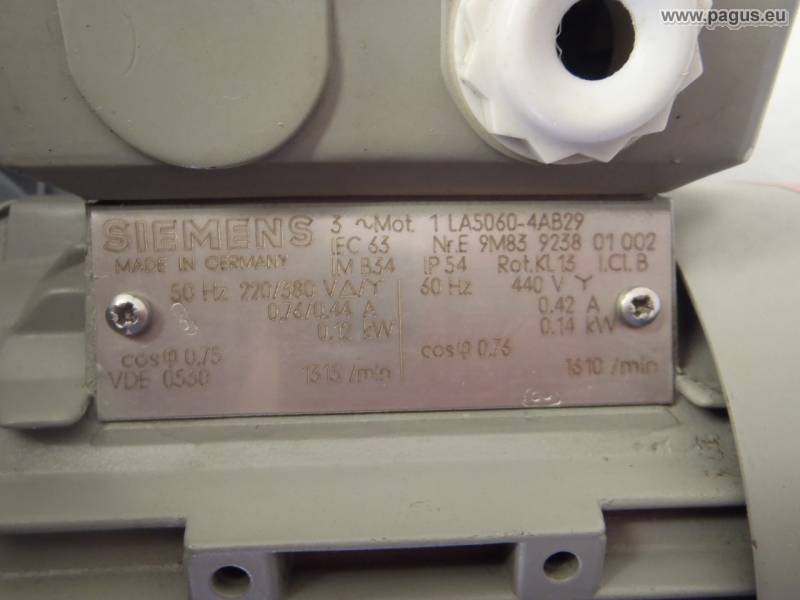 www.pagus.eu
SIEMENS 3 ~Mot. 1 LA5060-4AB29
IEC 63 Nr.E 9M83 9238 01 002
MADE IN GERMANY IM B34 IP 54 Rot.KL 13 I.Cl. B
50 Hz 220/380 V△/Y 60 Hz 440 V Y
0.76/0.44 A 0.42 A
0.12 kW 0.14 kW
cosφ 0.75 cosφ 0.76
VDE 0530 1315 /min 1610 /min